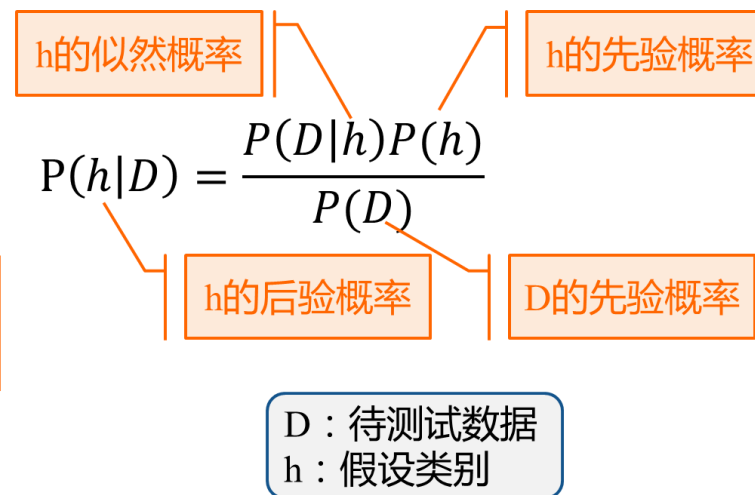 h的似然概率
h的先验概率
P(h|D) = P(D|h)P(h) / P(D)
h的后验概率
D的先验概率
D：待测试数据
h：假设类别